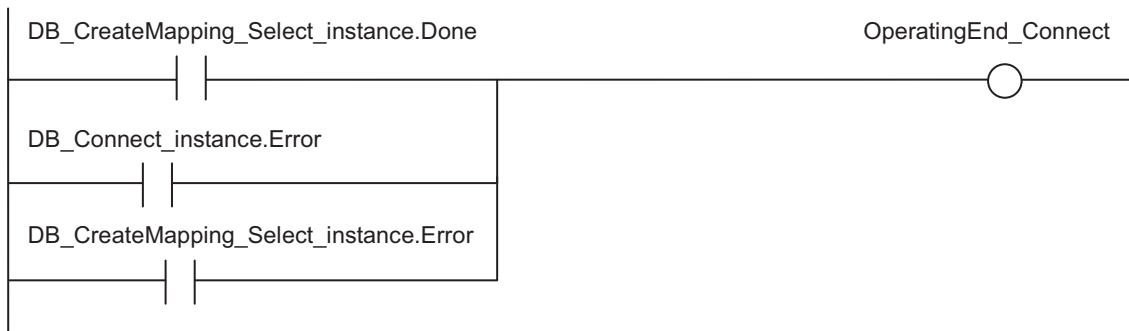 DB_CreateMapping_Select_instance.Done
OperatingEnd_Connect
DB_Connect_instance.Error
DB_CreateMapping_Select_instance.Error